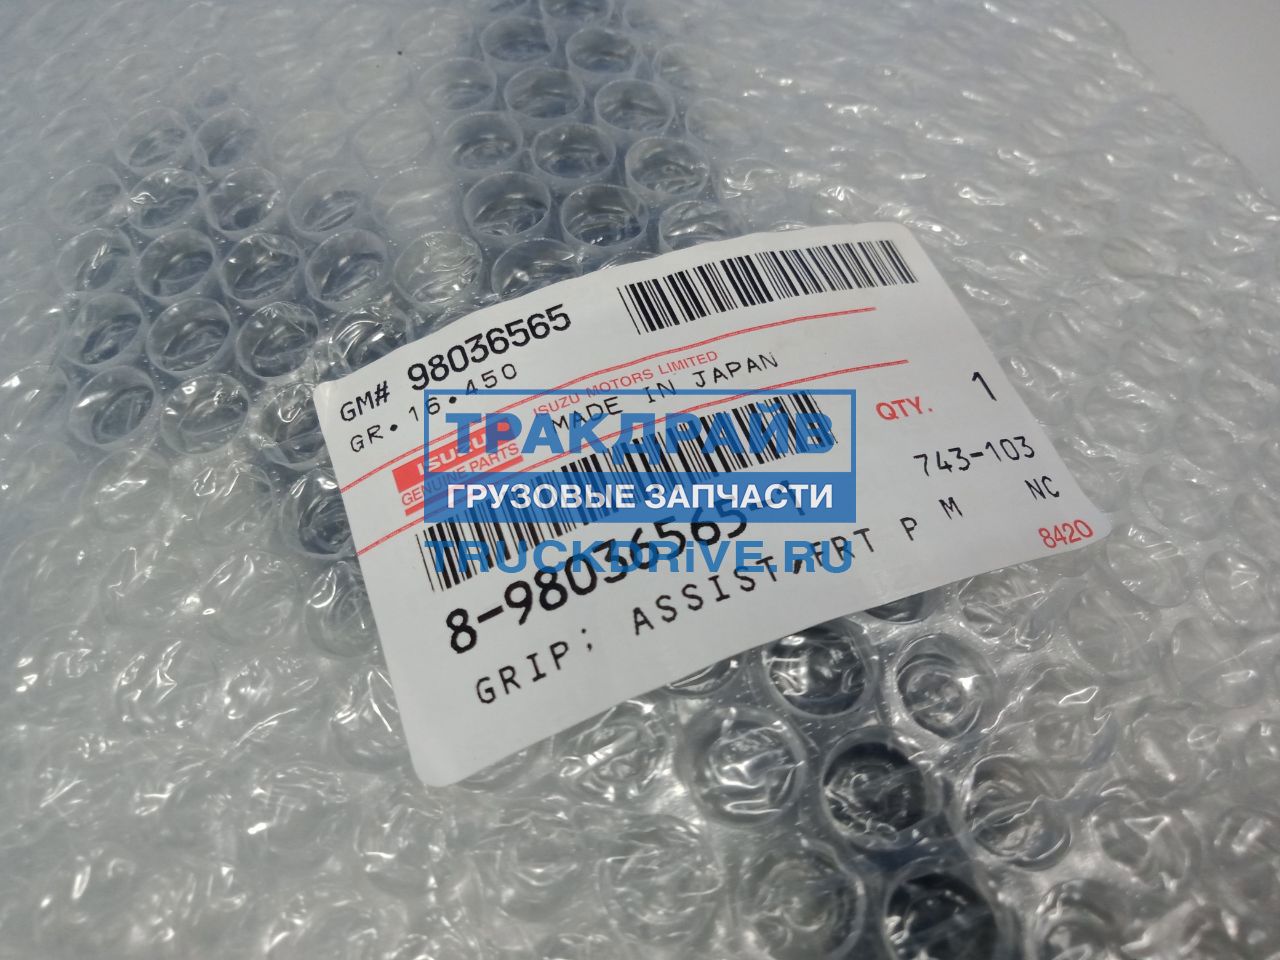 GM# 98036565
GR. 16.450
ISUZU MOTORS LIMITED
MADE IN JAPAN
ISUZU
GENUINE PARTS
QTY. 1
743-103
8-98036565-1
GRIP; ASSIST,FRT P M NC
8420
ТРАКДРАЙВ
ГРУЗОВЫЕ ЗАПЧАСТИ
TRUCKDRiVE.RU